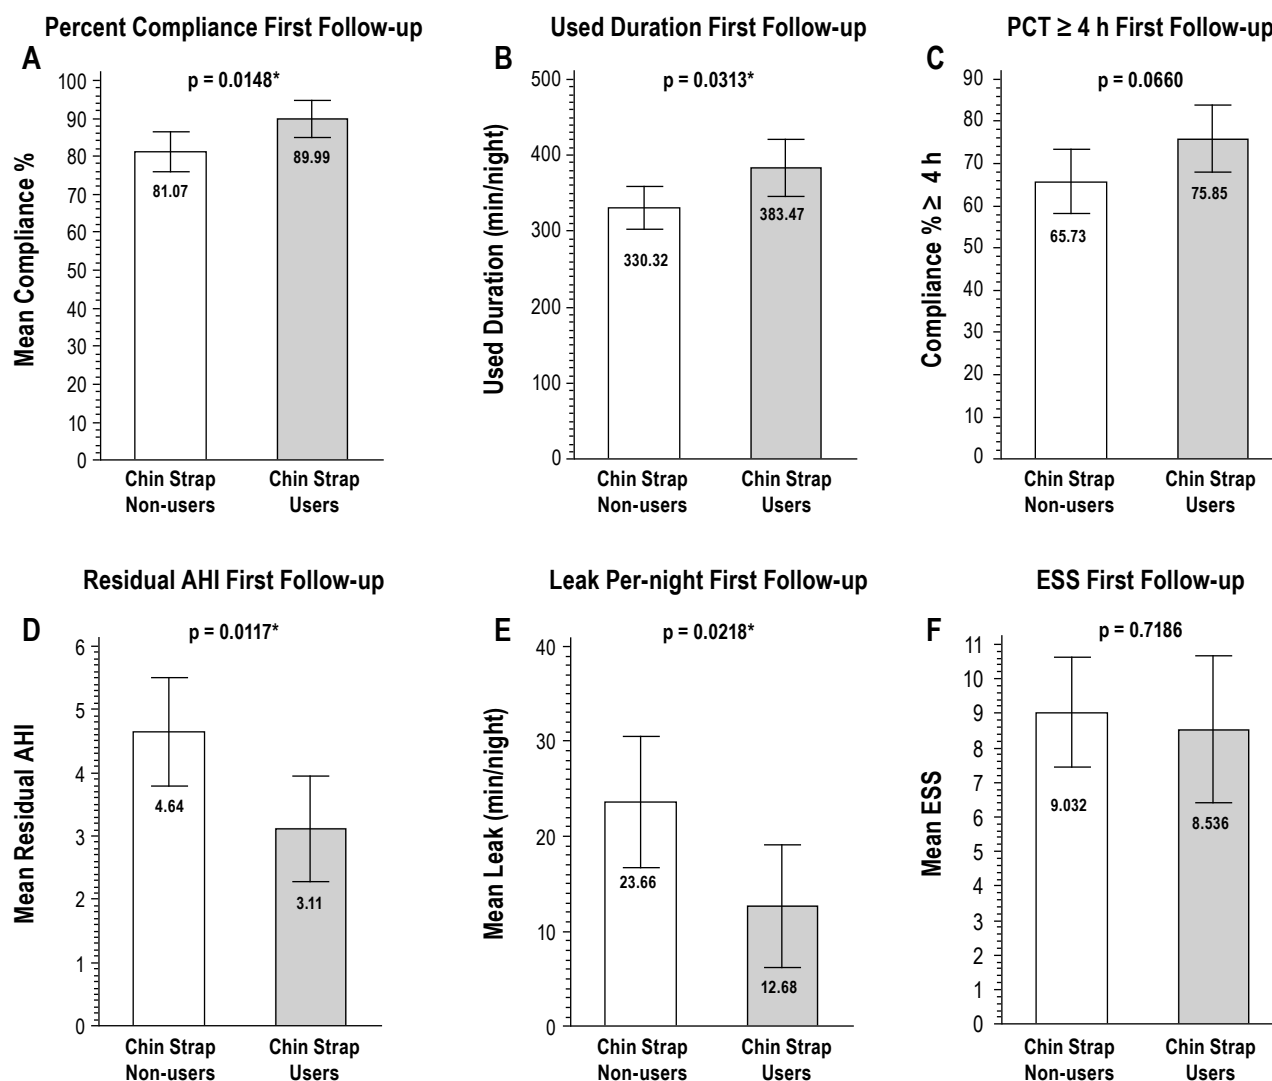 Percent Compliance First Follow-up
A
p = 0.0148*
Mean Compliance %
100
90
80
70
60
50
40
30
20
10
0
81.07
89.99
Chin Strap
Non-users
Chin Strap
Users
Used Duration First Follow-up
B
p = 0.0313*
Used Duration (min/night)
500
400
300
200
100
0
330.32
383.47
Chin Strap
Non-users
Chin Strap
Users
PCT ≥ 4 h First Follow-up
C
p = 0.0660
Compliance % ≥ 4 h
90
80
70
60
50
40
30
20
10
0
65.73
75.85
Chin Strap
Non-users
Chin Strap
Users
Residual AHI First Follow-up
D
p = 0.0117*
Mean Residual AHI
6
5
4
3
2
1
0
4.64
3.11
Chin Strap
Non-users
Chin Strap
Users
Leak Per-night First Follow-up
E
p = 0.0218*
Mean Leak (min/night)
40
30
20
10
0
23.66
12.68
Chin Strap
Non-users
Chin Strap
Users
ESS First Follow-up
F
p = 0.7186
Mean ESS
11
10
9
8
7
6
5
4
3
2
1
0
9.032
8.536
Chin Strap
Non-users
Chin Strap
Users